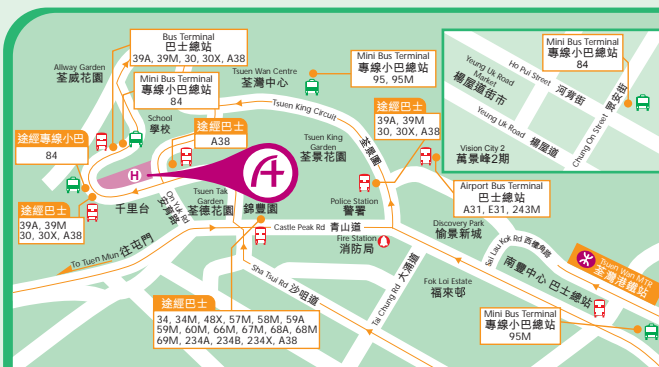 Bus Terminal
巴士總站
39A, 39M, 30, 30X, A38
Allway Garden
荃威花園
Mini Bus Terminal
專線小巴總站
84
School
學校
途經專線小巴
84
途經巴士
A38
H
千里台
途經巴士
39A, 39M
30, 30X, A38
On Yuk Rd
安育路
Tsuen Tak
Garden
荃德花園
錦豐園
Tsuen Wan Centre
荃灣中心
Mini Bus Terminal
專線小巴總站
95, 95M
Tsuen King Circuit
荃景圍
Tsuen King
Garden
荃景花園
途經巴士
39A, 39M
30, 30X, A38
Police Station
警署
Castle Peak Rd 青山道
Fire Station
消防局
To Tuen Mun 往屯門
Sha Tsui Rd 沙咀道
途經巴士
34, 34M, 48X, 57M, 58M, 59A
59M, 60M, 66M, 67M, 68A, 68M
69M, 234A, 234B, 234X, A38
Tai Chung Rd 大涌道
Fok Loi Estate
福來邨
Airport Bus Terminal
巴士總站
A31, E31, 243M
Discovery Park
愉景新城
Sai Lau Kok Rd 西樓角路
Tsuen Wan MTR
荃灣港鐵站
南豐中心 巴士總站
Mini Bus Terminal
專線小巴總站
95M
Mini Bus Terminal
專線小巴總站
84
Yeung Uk Road
Market
楊屋道街市
Ho Pui Street 河背街
Chung On Street 眾安街
Yeung Uk Road 楊屋道
Vision City 2
萬景峰2期